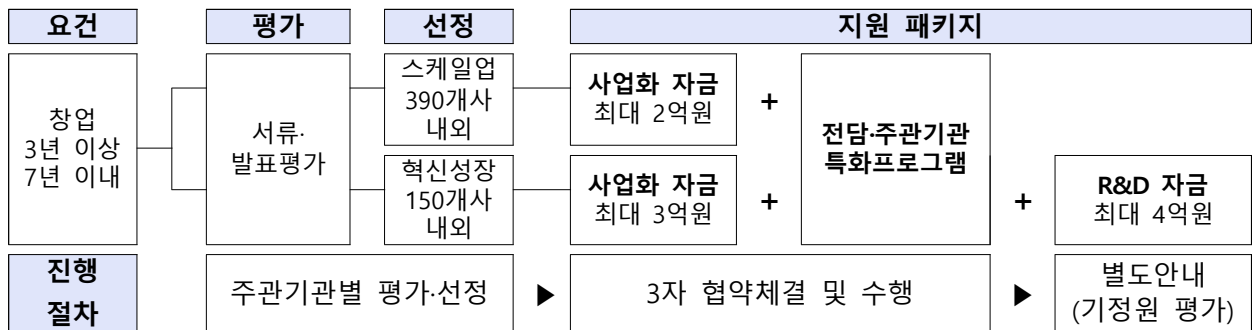 요건 평가 선정 지원 패키지
창업
3년 이상
7년 이내
서류·
발표평가
스케일업
390개사
내외
사업화 자금
최대 2억원
+
전담·주관기관
특화프로그램
혁신성장
150개사
내외
사업화 자금
최대 3억원
+
+
R&D 자금
최대 4억원
진행
절차
주관기관별 평가·선정 ▶ 3자 협약체결 및 수행 ▶
별도안내
(기정원 평가)